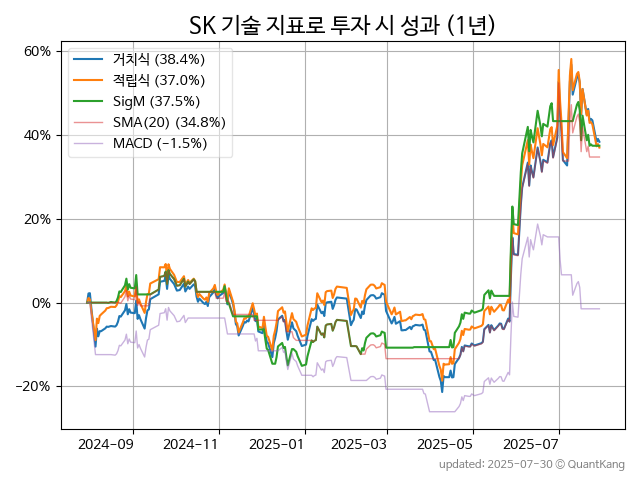 SK 기술 지표로 투자 시 성과 (1년)
60%
40%
20%
0%
−20%
거치식 (38.4%)
적립식 (37.0%)
SigM (37.5%)
SMA(20) (34.8%)
MACD (−1.5%)
2024-09 2024-11 2025-01 2025-03 2025-05 2025-07
updated: 2025-07-30 © QuantKang